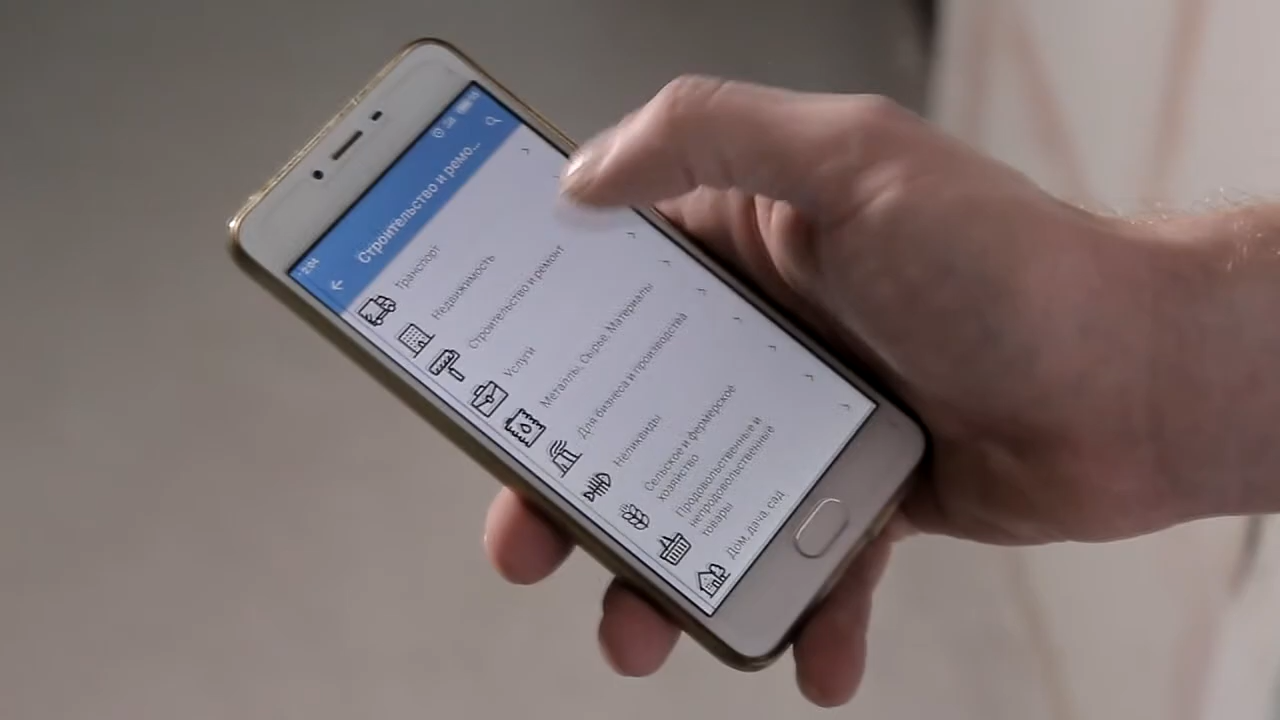 Строительство и ремо...
Транспорт
Недвижимость
Строительство и ремонт
Услуги
Металлы, Сырье, Материалы
Для бизнеса и производства
Неликвиды
Сельское и фермерское
хозяйство
Продовольственные и
непродовольственные
товары
Дом, дача, сад